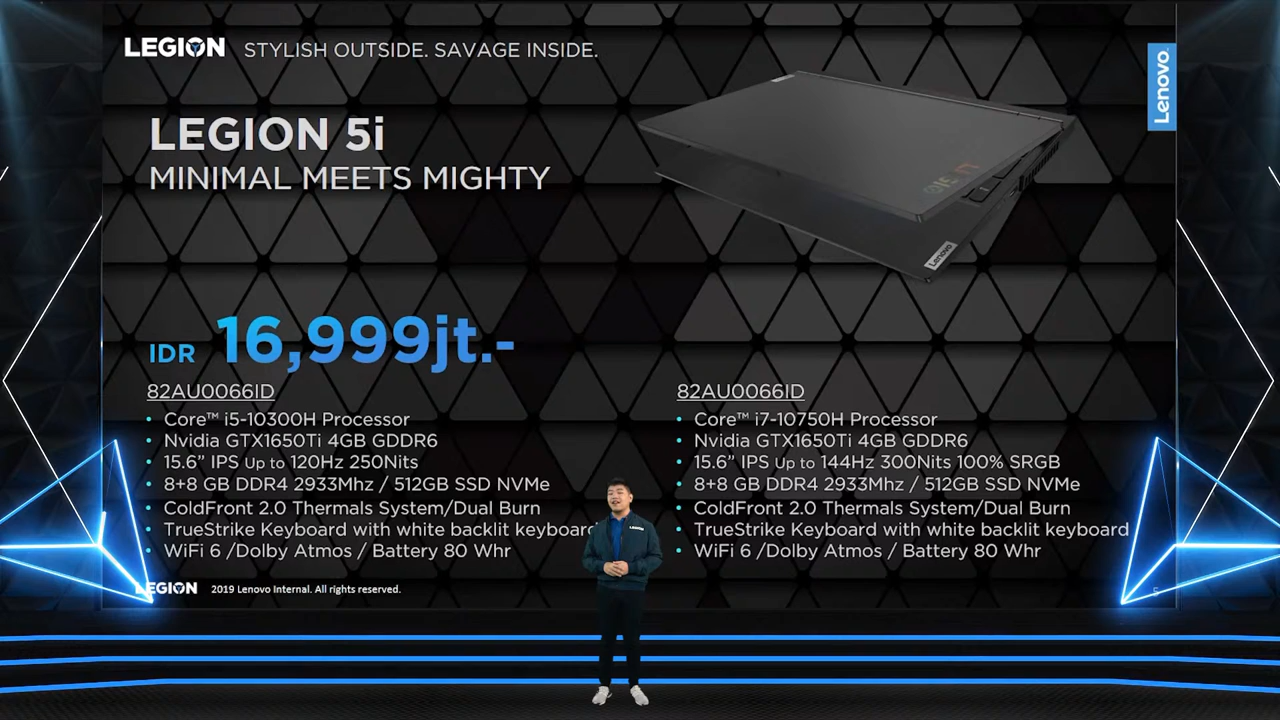 LEGION STYLISH OUTSIDE. SAVAGE INSIDE.
Lenovo
LEGION 5i
MINIMAL MEETS MIGHTY
Lenovo
IDR 16,999jt.-
82AU0066ID
• Core™ i5-10300H Processor
• Nvidia GTX1650Ti 4GB GDDR6
• 15.6” IPS Up to 120Hz 250Nits
• 8+8 GB DDR4 2933Mhz / 512GB SSD NVMe
• ColdFront 2.0 Thermals System/Dual Burn
• TrueStrike Keyboard with white backlit keyboard
• WiFi 6 /Dolby Atmos / Battery 80 Whr
82AU0066ID
• Core™ i7-10750H Processor
• Nvidia GTX1650Ti 4GB GDDR6
• 15.6” IPS Up to 144Hz 300Nits 100% SRGB
• 8+8 GB DDR4 2933Mhz / 512GB SSD NVMe
• ColdFront 2.0 Thermals System/Dual Burn
• TrueStrike Keyboard with white backlit keyboard
• WiFi 6 /Dolby Atmos / Battery 80 Whr
LEGION
LEGION 2019 Lenovo Internal. All rights reserved.
5